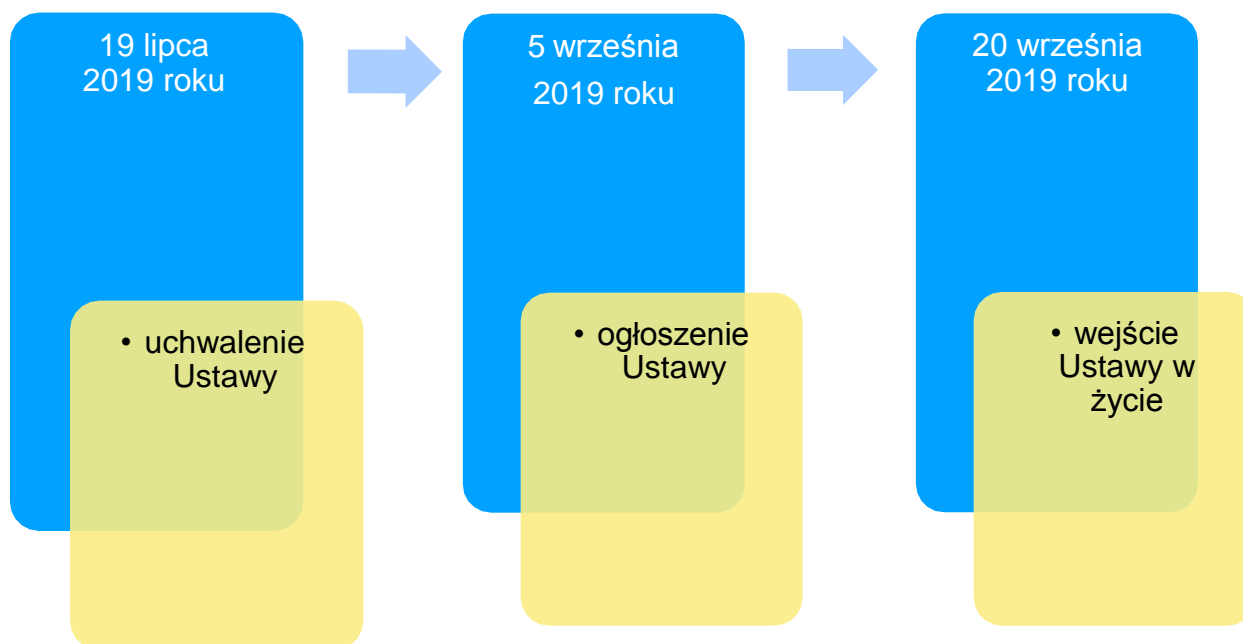 19 lipca
2019 roku
• uchwalenie
Ustawy
5 września
2019 roku
• ogłoszenie
Ustawy
20 września
2019 roku
• wejście
Ustawy w
życie